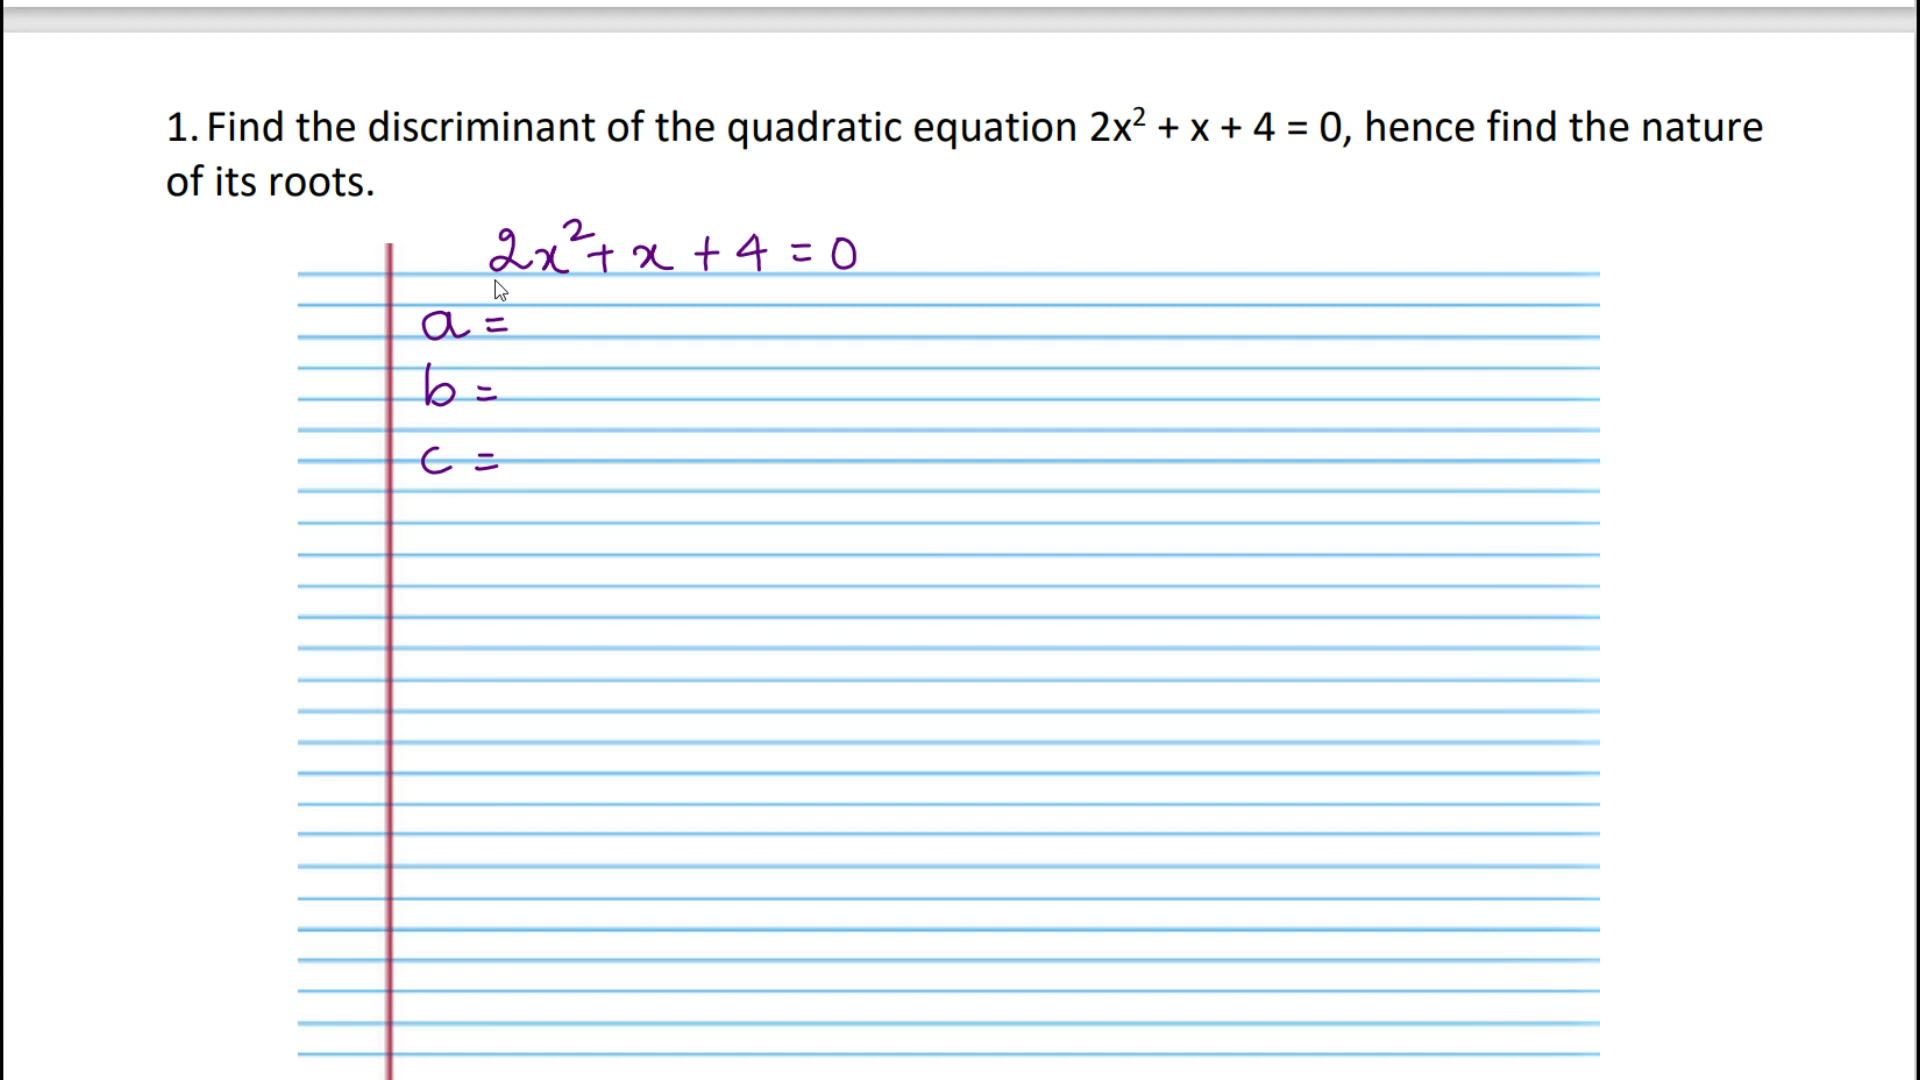 1. Find the discriminant of the quadratic equation 2x² + x + 4 = 0, hence find the nature
of its roots.
2x² + x + 4 = 0
a =
b =
c =